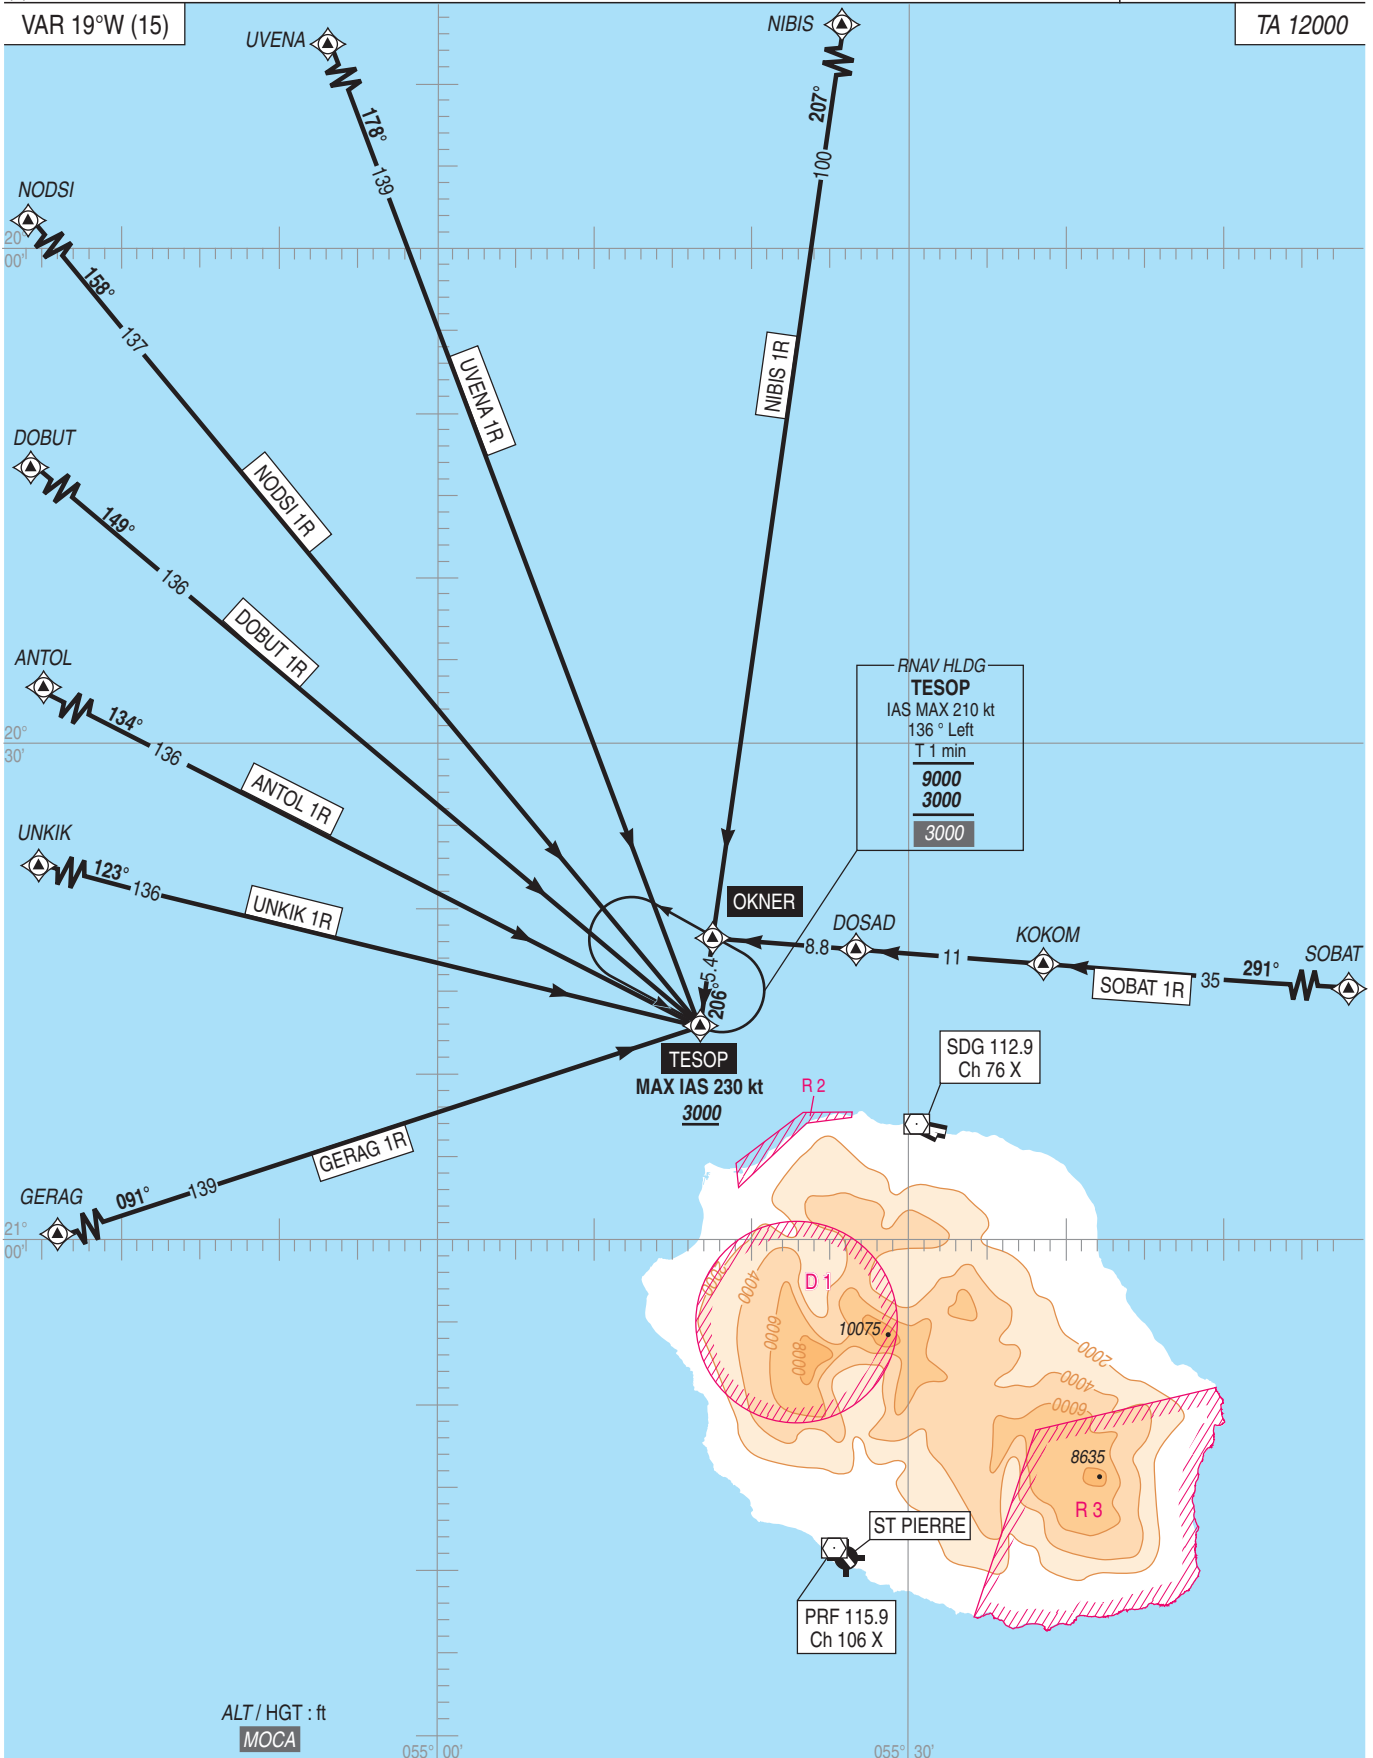 VAR 19°W (15)
UVENA
NIBIS
TA 12000
178°
139
207°
100
NODSI
20°
00'
158°
137
NIBIS 1R
UVENA 1R
DOBUT
NODSI 1R
149°
136
DOBUT 1R
ANTOL
134°
136
RNAV HLDG
TESOP
IAS MAX 210 kt
136 ° Left
T 1 min
9000
3000
3000
20°
30'
ANTOL 1R
UNKIK
123°
136
UNKIK 1R
OKNER
DOSAD
KOKOM
SOBAT
8.8
11
35
291°
SOBAT 1R
5.4
206°
TESOP
MAX IAS 230 kt
3000
SDG 112.9
Ch 76 X
R 2
GERAG 1R
GERAG
091°
139
21°
00'
D 1
2000
4000
6000
8000
10075
2000
4000
6000
8635
R 3
ST PIERRE
PRF 115.9
Ch 106 X
ALT / HGT : ft
MOCA
055° 00'
055° 30'